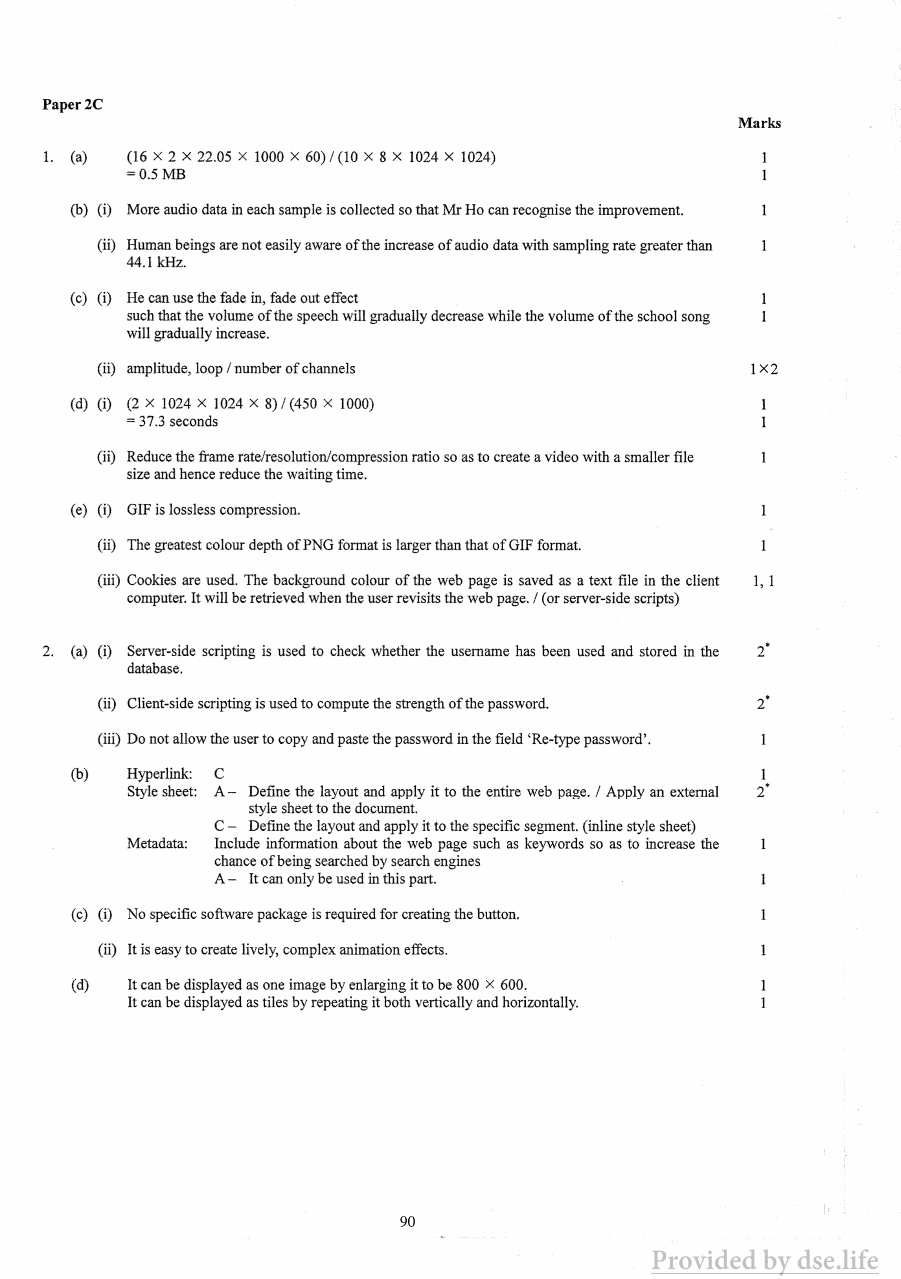 Paper 2C
Marks
1. (a) (16 × 2 × 22.05 × 1000 × 60) / (10 × 8 × 1024 × 1024) 1
= 0.5 MB 1
(b) (i) More audio data in each sample is collected so that Mr Ho can recognise the improvement. 1
(ii) Human beings are not easily aware of the increase of audio data with sampling rate greater than 1
44.1 kHz.
(c) (i) He can use the fade in, fade out effect 1
such that the volume of the speech will gradually decrease while the volume of the school song 1
will gradually increase.
(ii) amplitude, loop / number of channels 1×2
(d) (i) (2 × 1024 × 1024 × 8) / (450 × 1000) 1
= 37.3 seconds 1
(ii) Reduce the frame rate/resolution/compression ratio so as to create a video with a smaller file 1
size and hence reduce the waiting time.
(e) (i) GIF is lossless compression. 1
(ii) The greatest colour depth of PNG format is larger than that of GIF format. 1
(iii) Cookies are used. The background colour of the web page is saved as a text file in the client 1, 1
computer. It will be retrieved when the user revisits the web page. / (or server-side scripts)
2. (a) (i) Server-side scripting is used to check whether the username has been used and stored in the 2*
database.
(ii) Client-side scripting is used to compute the strength of the password. 2*
(iii) Do not allow the user to copy and paste the password in the field ‘Re-type password’. 1
(b) Hyperlink: C 1
Style sheet: A – Define the layout and apply it to the entire web page. / Apply an external 2*
style sheet to the document.
C – Define the layout and apply it to the specific segment. (inline style sheet)
Metadata: Include information about the web page such as keywords so as to increase the 1
chance of being searched by search engines
A – It can only be used in this part. 1
(c) (i) No specific software package is required for creating the button. 1
(ii) It is easy to create lively, complex animation effects. 1
(d) It can be displayed as one image by enlarging it to be 800 × 600. 1
It can be displayed as tiles by repeating it both vertically and horizontally. 1
90
Provided by dse.life